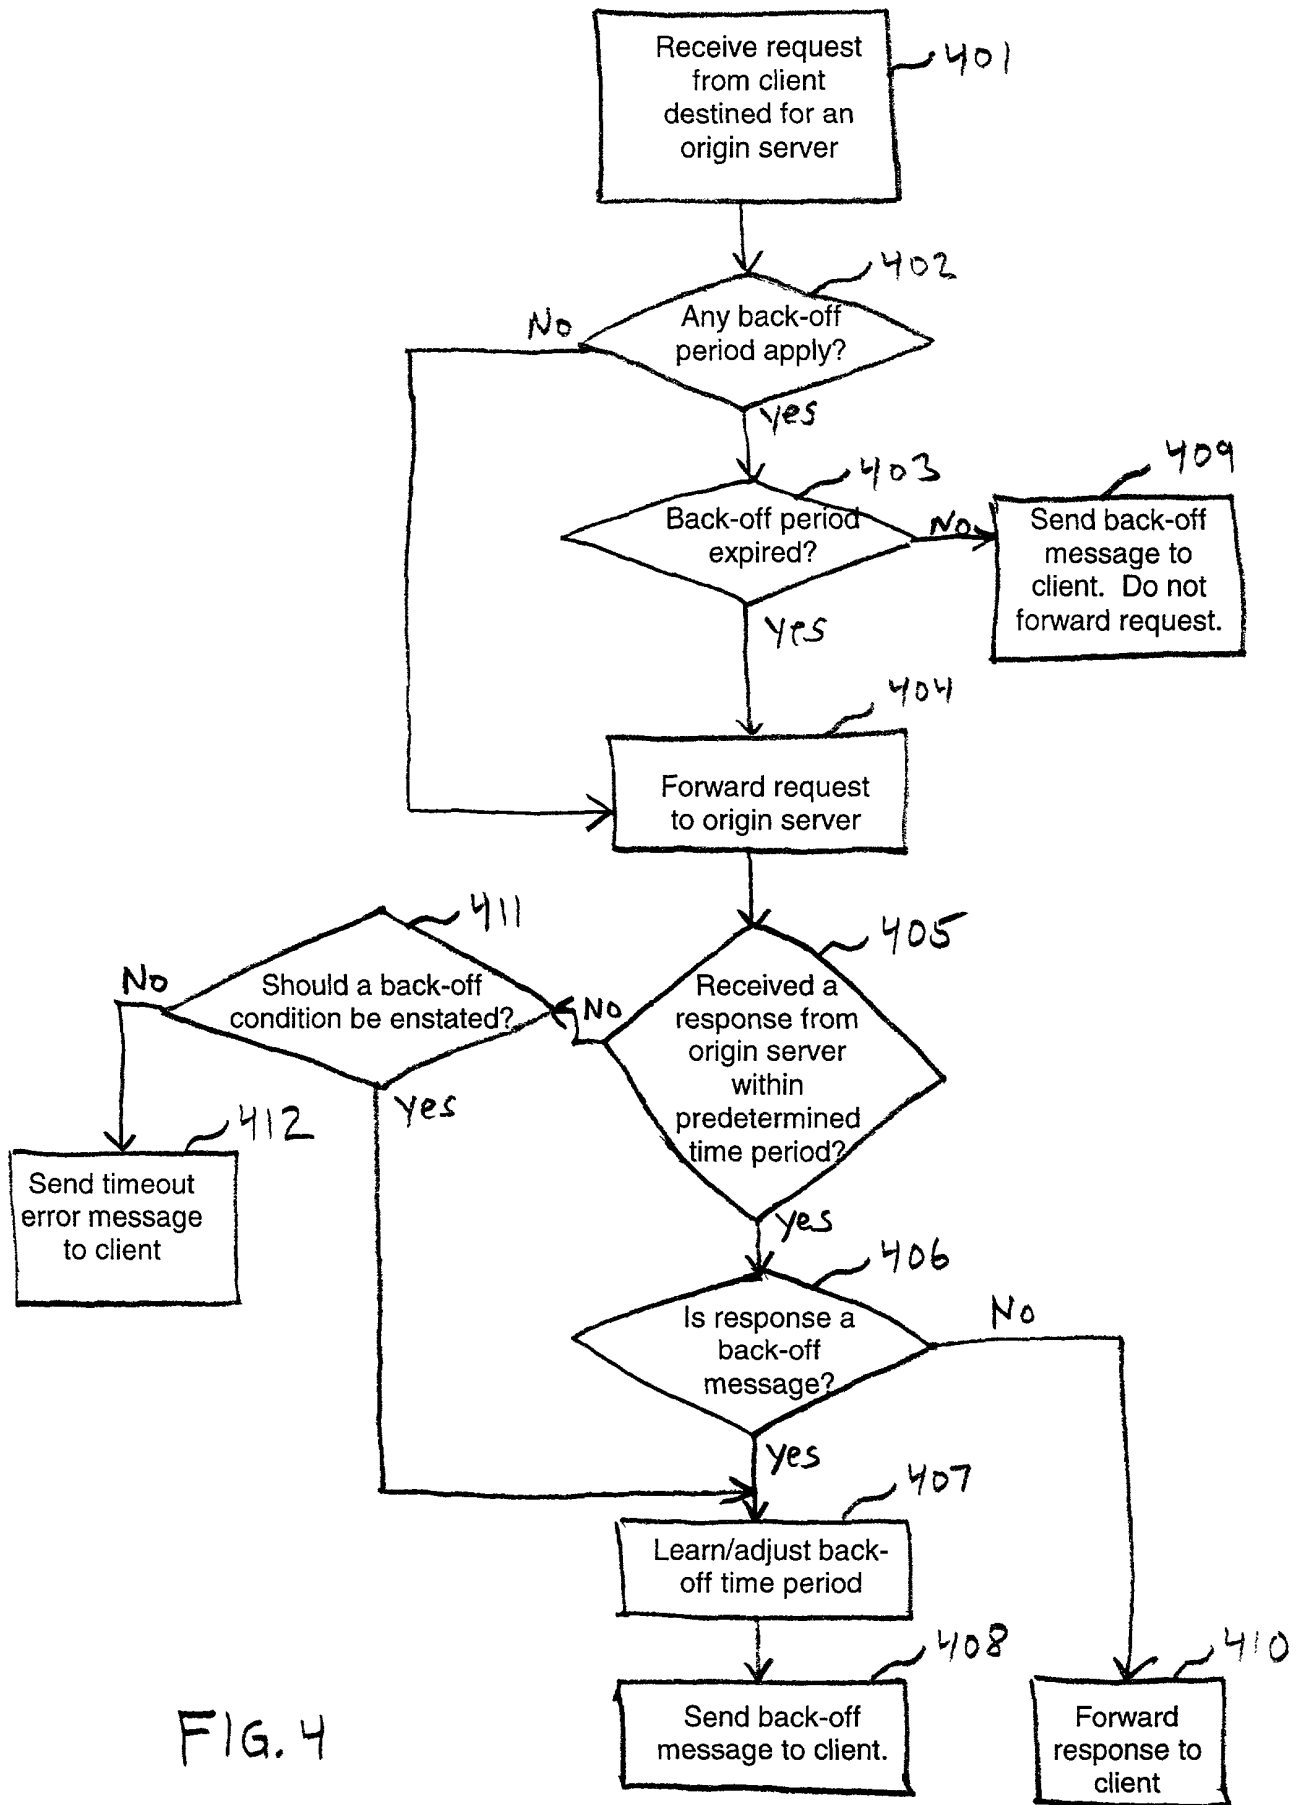 Receive request
from client
destined for an
origin server
401
402
Any back-off
period apply?
No
yes
403
Back-off period
expired?
No
yes
409
Send back-off
message to
client. Do not
forward request.
404
Forward request
to origin server
405
Received a
response from
origin server
within
predetermined
time period?
No
yes
411
Should a back-off
condition be enstated?
No
yes
412
Send timeout
error message
to client
406
Is response a
back-off
message?
No
yes
407
Learn/adjust back-
off time period
408
Send back-off
message to client.
410
Forward
response to
client
FIG. 4